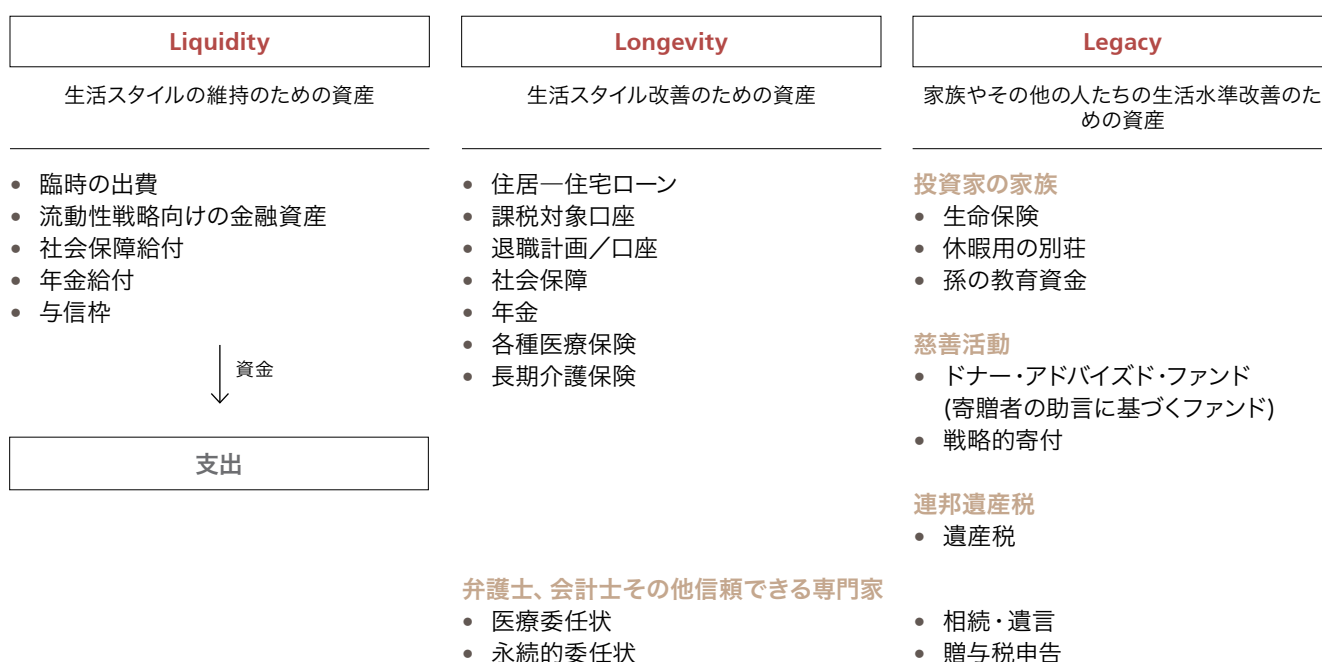 Liquidity
生活スタイルの維持のための資産
• 臨時の出費
• 流動性戦略向けの金融資産
• 社会保障給付
• 年金給付
• 与信枠
資金
支出
Longevity
生活スタイル改善のための資産
• 住居―住宅ローン
• 課税対象口座
• 退職計画／口座
• 社会保障
• 年金
• 各種医療保険
• 長期介護保険
Legacy
家族やその他の人たちの生活水準改善のた
めの資産
投資家の家族
• 生命保険
• 休暇用の別荘
• 孫の教育資金
慈善活動
• ドナー・アドバイズド・ファンド
(寄贈者の助言に基づくファンド)
• 戦略的寄付
連邦遺産税
• 遺産税
弁護士、会計士その他信頼できる専門家
• 医療委任状
• 永続的委任状
• 相続・遺言
• 贈与税申告